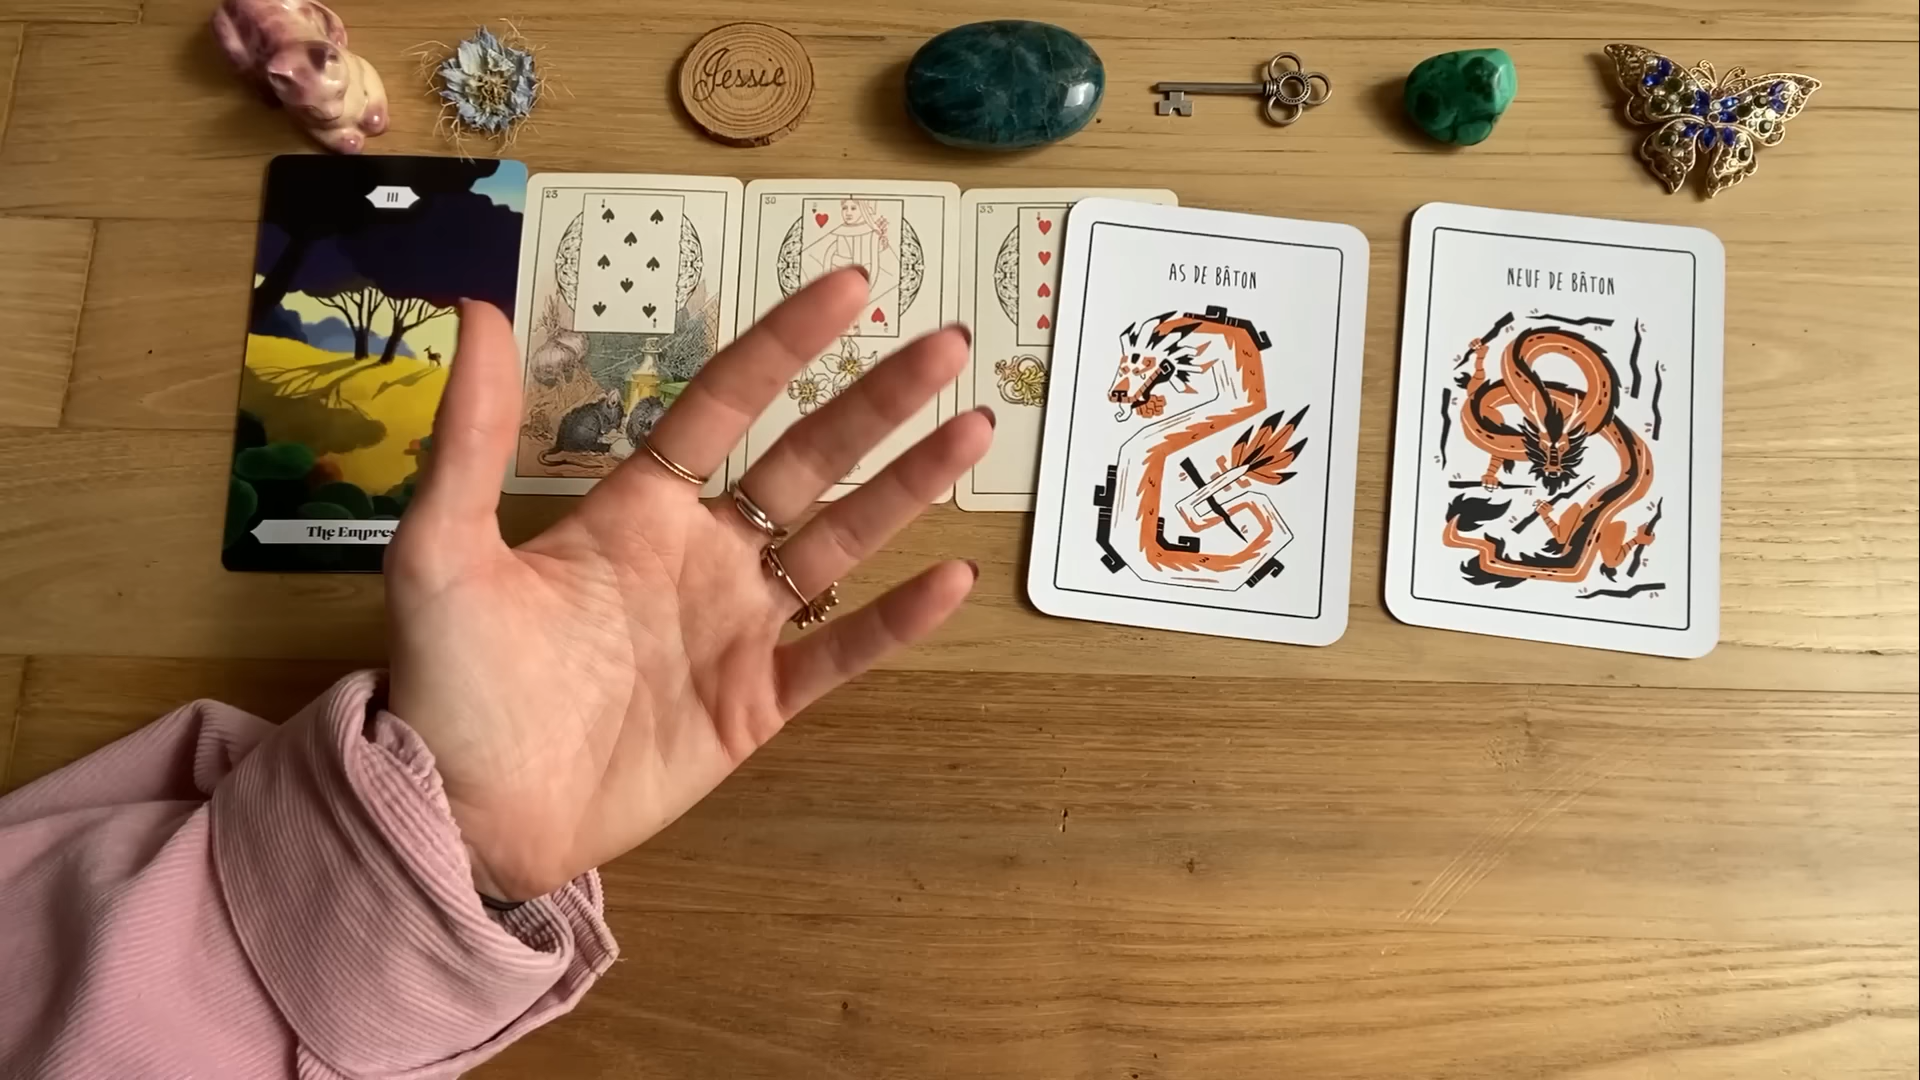 Jessie
III
The Empres
23
30
33
AS DE BÂTON
NEUF DE BÂTON